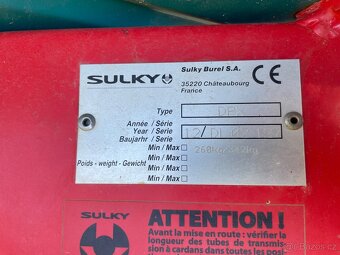 SULKY
Sulky Burel S.A.
35220 Châteaubourg
France
CE
Type
Année / Série
Year / Serie
Baujarhr / Serie
Min / Max
Min / Max
Poids - weight - Gewicht
Min / Max
Min / Max
SULKY
ATTENTION !
Avant la mise en route : vérifier la
longueur des tubes de transmis-
sion à cardans dans